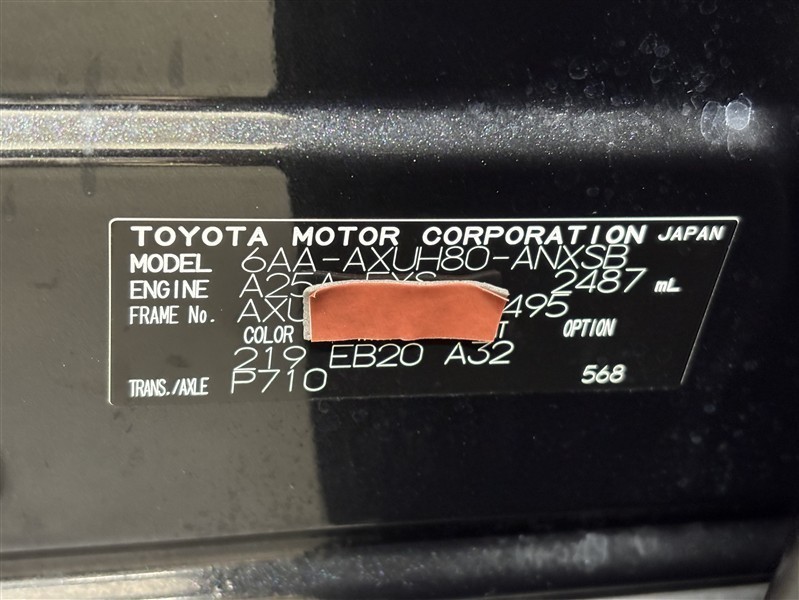 TOYOTA MOTOR CORPORATION JAPAN
MODEL 6AA-AXUH80-ANXSB
ENGINE 2487 mL
FRAME No. AXU 495
COLOR OPTION
219 EB20 A32
TRANS./AXLE P710 568